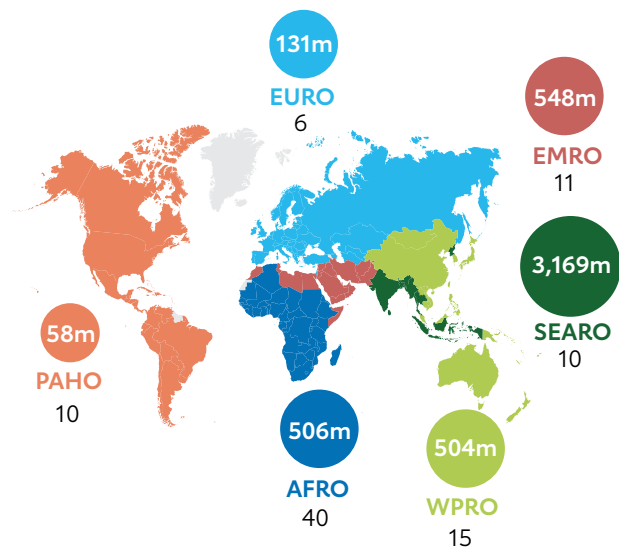 131m
EURO
6
548m
EMRO
11
3,169m
SEARO
10
58m
PAHO
10
506m
AFRO
40
504m
WPRO
15